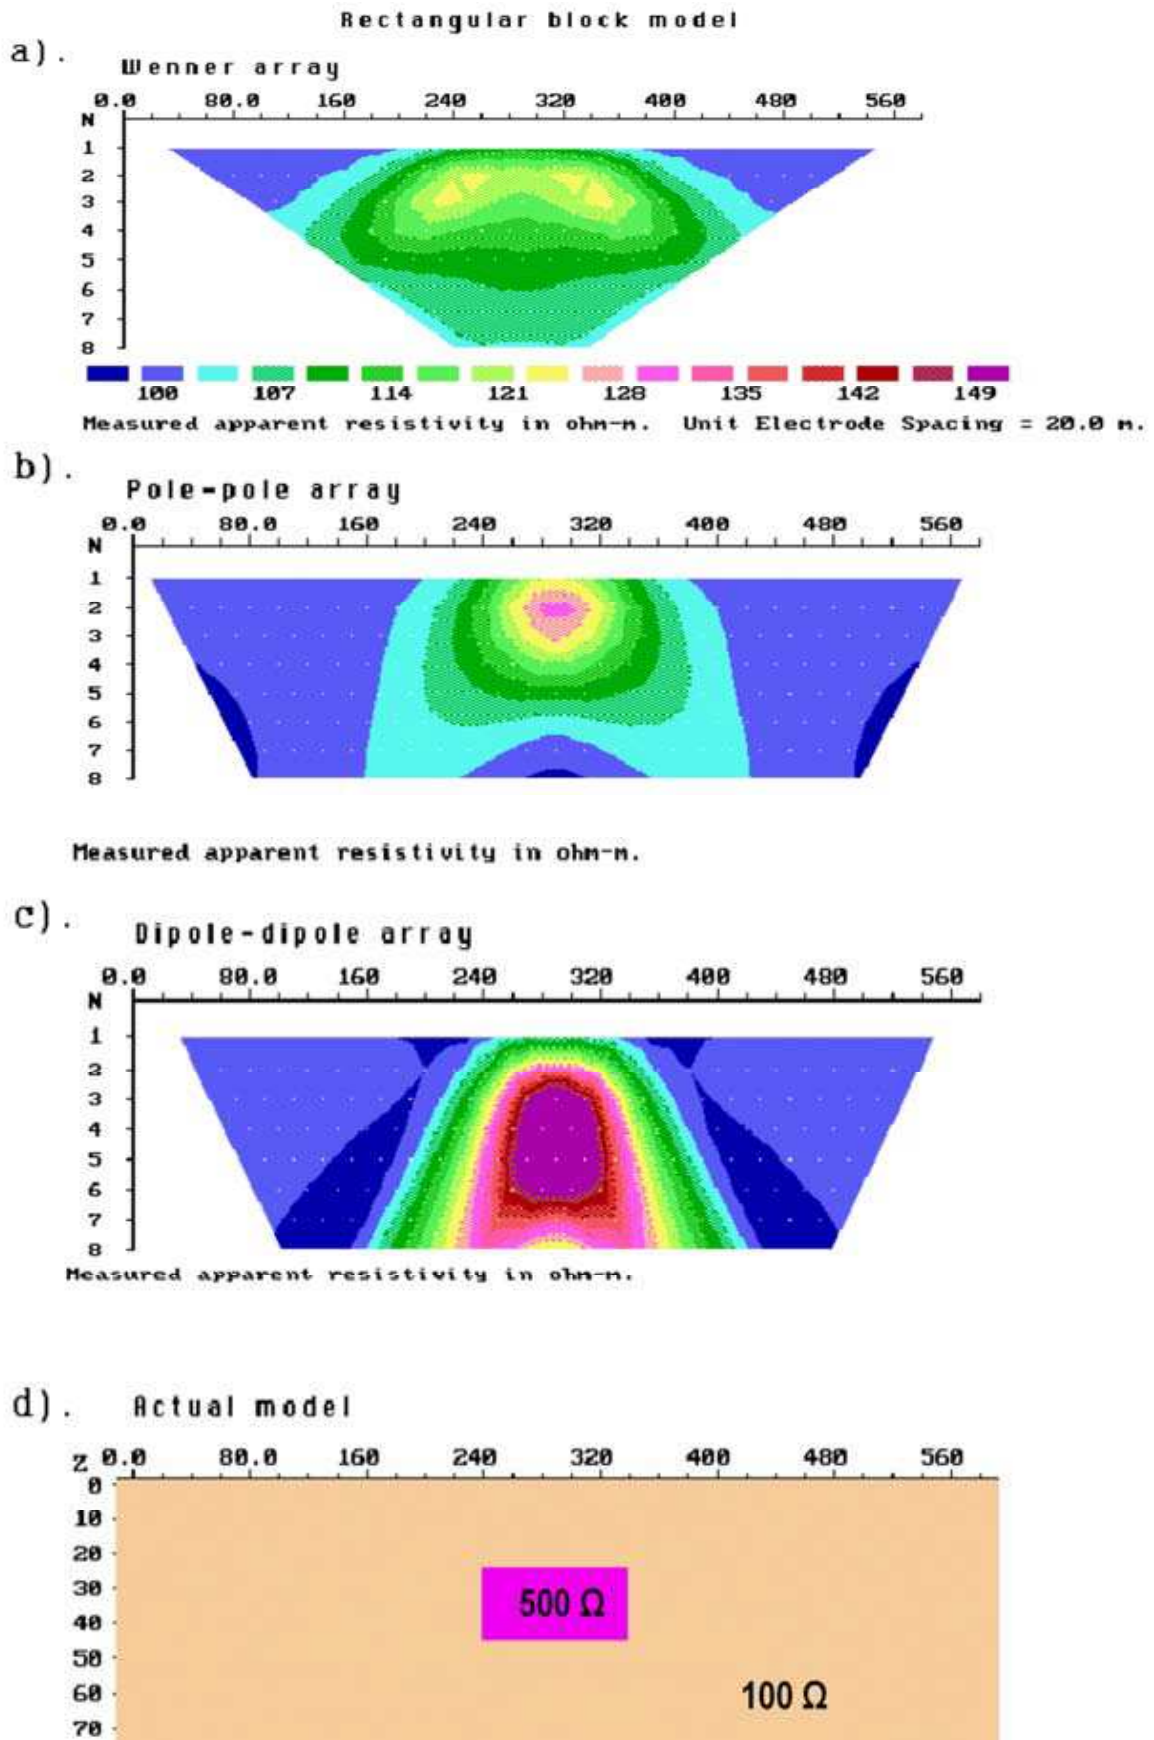 Rectangular block model
a).
Wenner array
0.0 80.0 160 240 320 400 480 560
N
1
2
3
4
5
6
7
8
100 107 114 121 128 135 142 149
Measured apparent resistivity in ohm-m. Unit Electrode Spacing = 20.0 m.
b).
Pole-pole array
0.0 80.0 160 240 320 400 480 560
N
1
2
3
4
5
6
7
8
Measured apparent resistivity in ohm-m.
c).
Dipole-dipole array
0.0 80.0 160 240 320 400 480 560
N
1
2
3
4
5
6
7
8
Measured apparent resistivity in ohm-m.
d). Actual model
Z 0.0 80.0 160 240 320 400 480 560
0
10
20
30
40
50
60
70
500 Ω
100 Ω